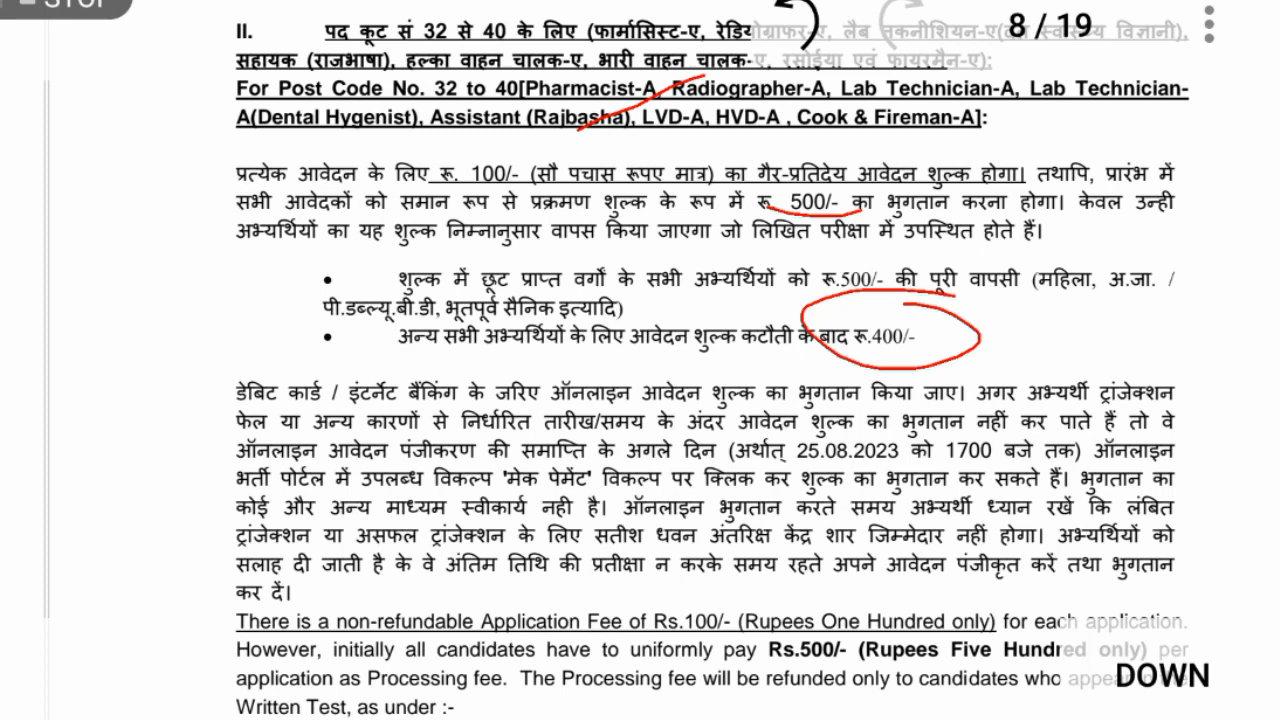 STOP
8 / 19
II. पद कूट सं 32 से 40 के लिए (फार्मासिस्ट-ए, रेडियोग्राफर-ए, लैब तकनीशियन-ए(दंत स्वास्थ्य विज्ञानी),
सहायक (राजभाषा), हल्का वाहन चालक-ए, भारी वाहन चालक-ए, रसोईया एवं फायरमैन-ए):
For Post Code No. 32 to 40[Pharmacist-A, Radiographer-A, Lab Technician-A, Lab Technician-
A(Dental Hygenist), Assistant (Rajbasha), LVD-A, HVD-A , Cook & Fireman-A]:
प्रत्येक आवेदन के लिए रू. 100/- (सौ पचास रूपए मात्र) का गैर-प्रतिदेय आवेदन शुल्क होगा। तथापि, प्रारंभ में
सभी आवेदकों को समान रूप से प्रक्रमण शुल्क के रूप में रू. 500/- का भुगतान करना होगा। केवल उन्ही
अभ्यर्थियों का यह शुल्क निम्नानुसार वापस किया जाएगा जो लिखित परीक्षा में उपस्थित होते हैं।
• शुल्क में छूट प्राप्त वर्गों के सभी अभ्यर्थियों को रू.500/- की पूरी वापसी (महिला, अ.जा. /
पी.डब्ल्यू.बी.डी, भूतपूर्व सैनिक इत्यादि)
• अन्य सभी अभ्यर्थियों के लिए आवेदन शुल्क कटौती के बाद रू.400/-
डेबिट कार्ड / इंटर्नेट बैंकिंग के जरिए ऑनलाइन आवेदन शुल्क का भुगतान किया जाए। अगर अभ्यर्थी ट्रांजेक्शन
फेल या अन्य कारणों से निर्धारित तारीख/समय के अंदर आवेदन शुल्क का भुगतान नहीं कर पाते हैं तो वे
ऑनलाइन आवेदन पंजीकरण की समाप्ति के अगले दिन (अर्थात् 25.08.2023 को 1700 बजे तक) ऑनलाइन
भर्ती पोर्टल में उपलब्ध विकल्प 'मेक पेमेंट' विकल्प पर क्लिक कर शुल्क का भुगतान कर सकते हैं। भुगतान का
कोई और अन्य माध्यम स्वीकार्य नही है। ऑनलाइन भुगतान करते समय अभ्यर्थी ध्यान रखें कि लंबित
ट्रांजेक्शन या असफल ट्रांजेक्शन के लिए सतीश धवन अंतरिक्ष केंद्र शार जिम्मेदार नहीं होगा। अभ्यर्थियों को
सलाह दी जाती है के वे अंतिम तिथि की प्रतीक्षा न करके समय रहते अपने आवेदन पंजीकृत करें तथा भुगतान
कर दें।
There is a non-refundable Application Fee of Rs.100/- (Rupees One Hundred only) for each application.
However, initially all candidates have to uniformly pay Rs.500/- (Rupees Five Hundred only) per
application as Processing fee. The Processing fee will be refunded only to candidates who appear
DOWN
Written Test, as under :-